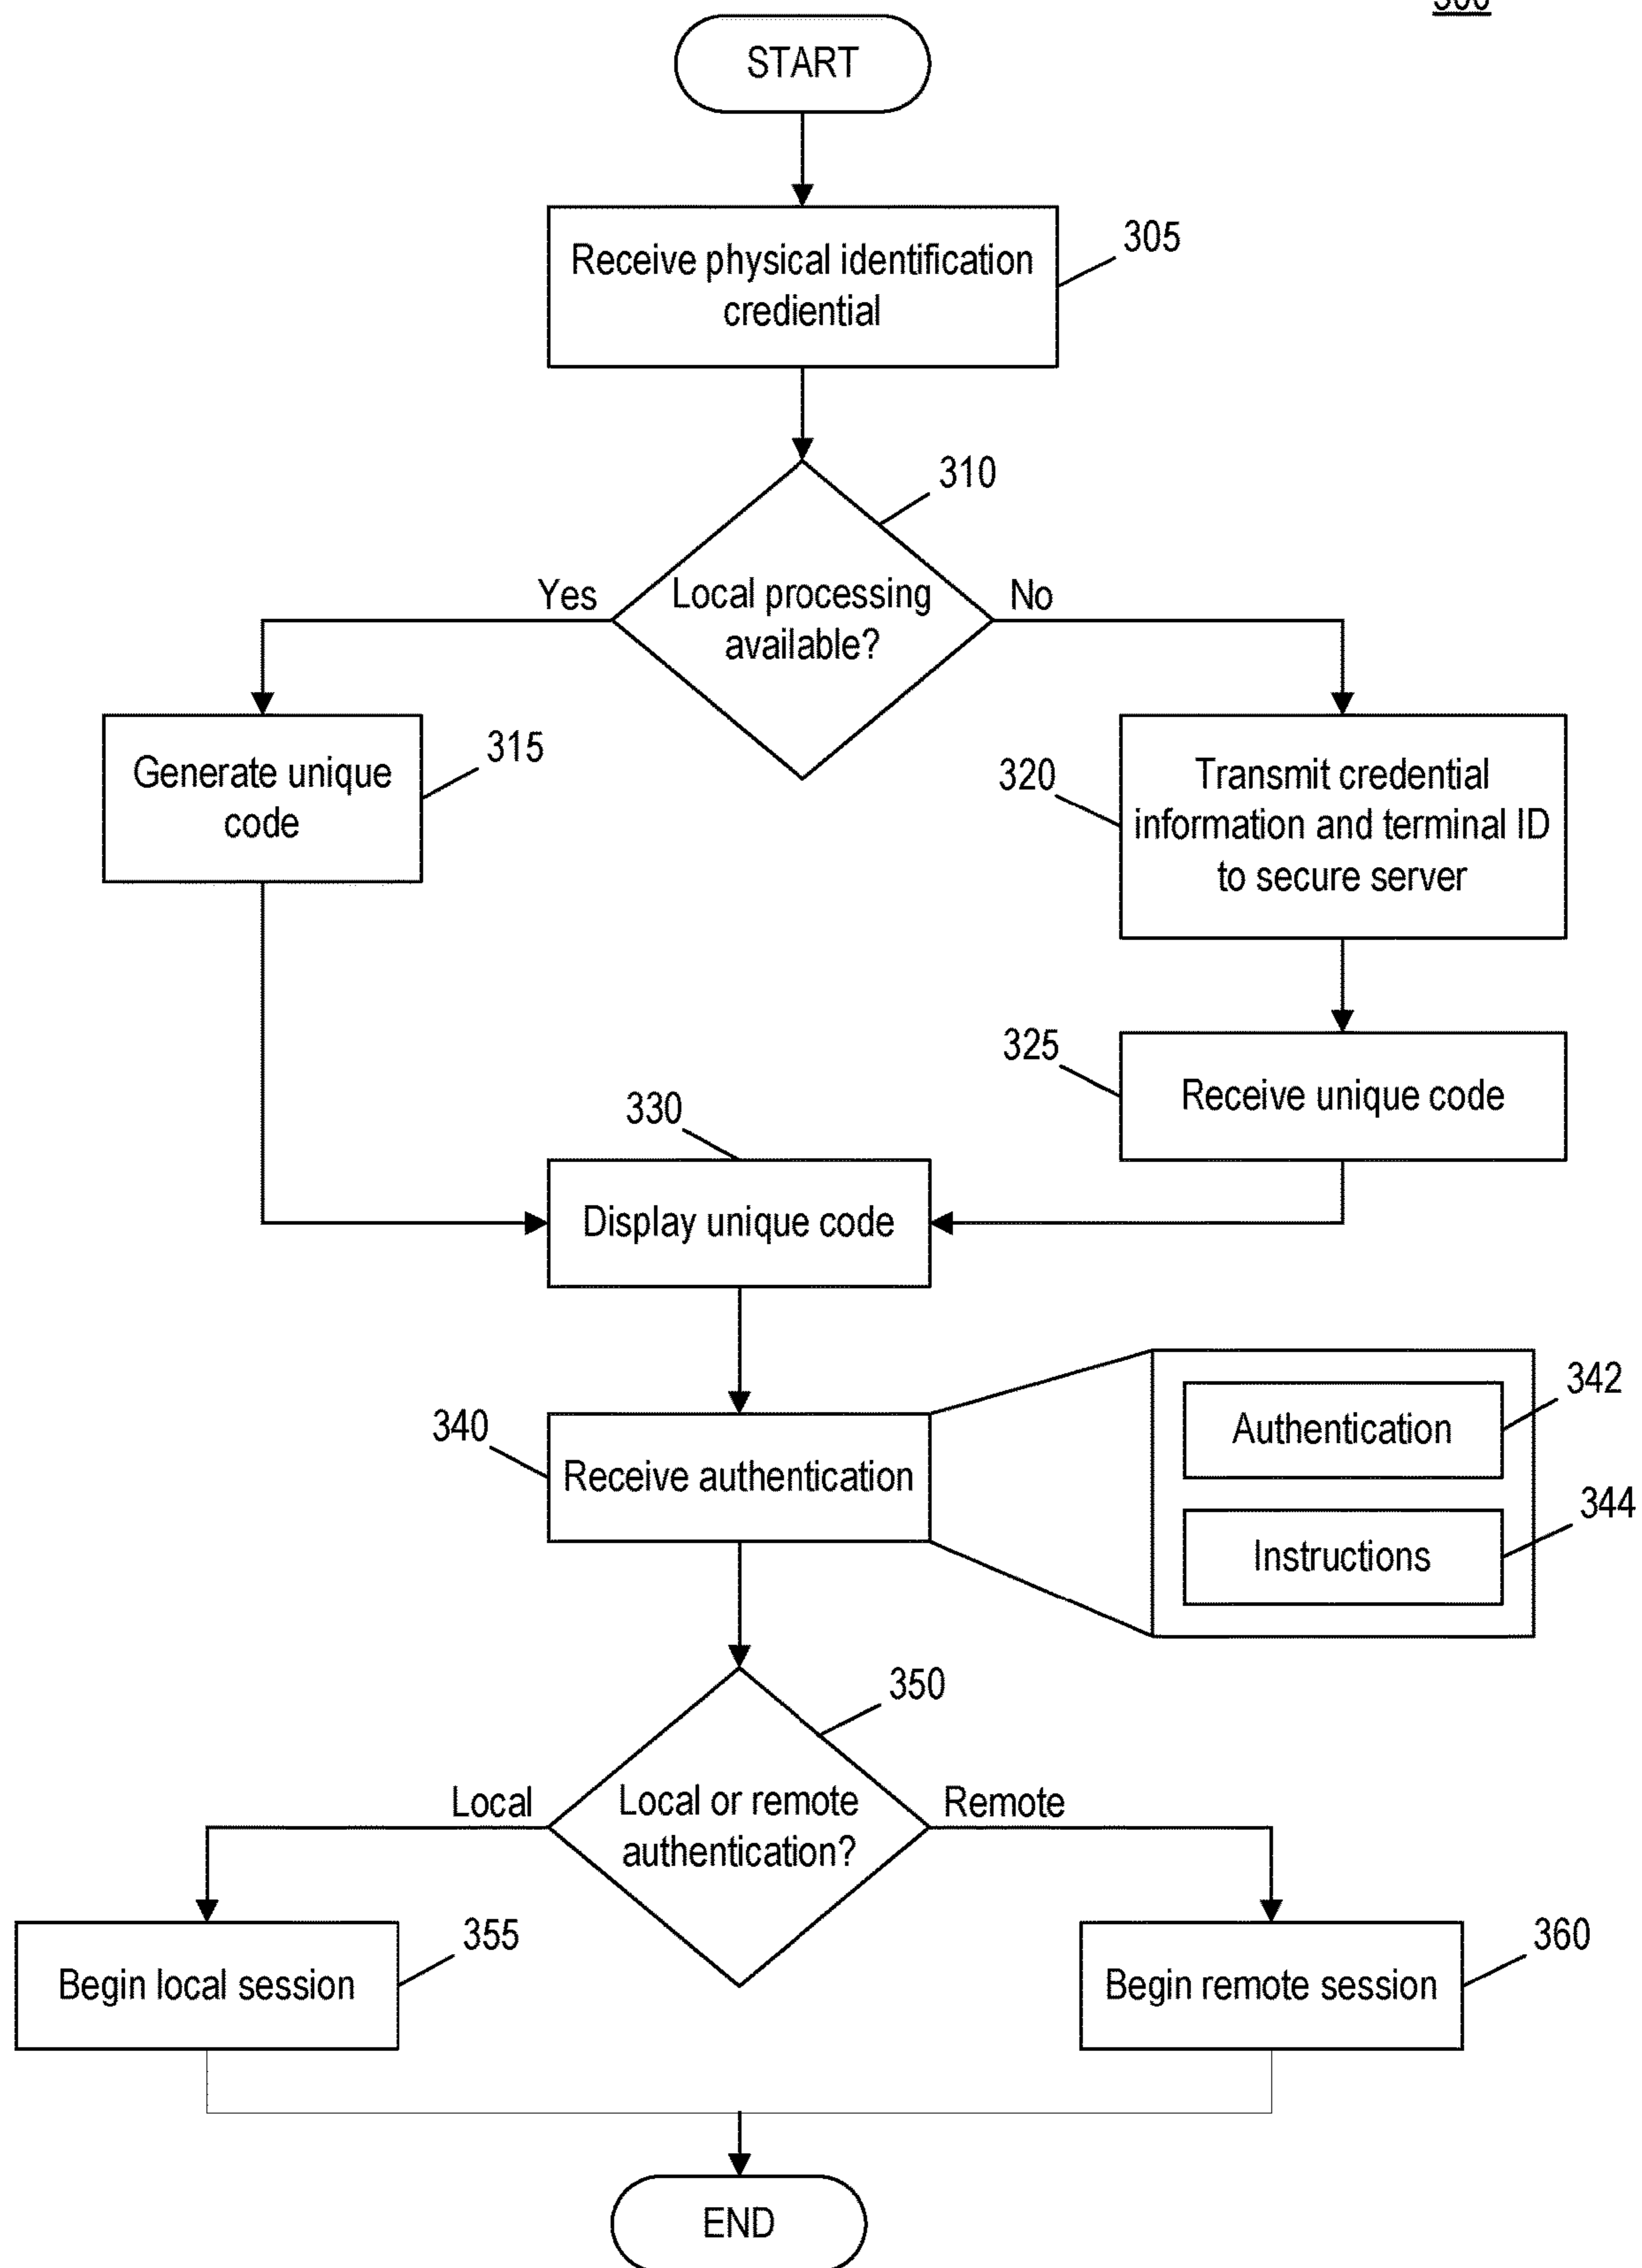 300
START
Receive physical identification
crediential
305
310
Yes
Local processing
available?
No
Generate unique
code
315
320
Transmit credential
information and terminal ID
to secure server
325
Receive unique code
330
Display unique code
340
Receive authentication
Authentication
342
Instructions
344
350
Local
Local or remote
authentication?
Remote
Begin local session
355
Begin remote session
360
END